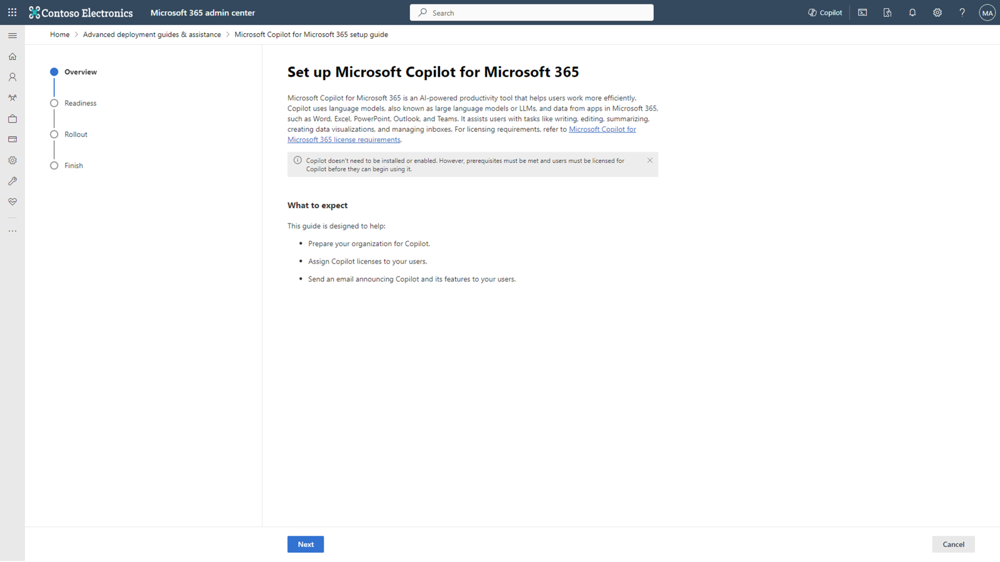 Contoso Electronics
Microsoft 365 admin center
Search
Copilot
MA
Home
Advanced deployment guides & assistance
Microsoft Copilot for Microsoft 365 setup guide
Overview
Readiness
Rollout
Finish
Set up Microsoft Copilot for Microsoft 365
Microsoft Copilot for Microsoft 365 is an AI-powered productivity tool that helps users work more efficiently.
Copilot uses language models, also known as large language models or LLMs, and data from apps in Microsoft 365,
such as Word, Excel, PowerPoint, Outlook, and Teams. It assists users with tasks like writing, editing, summarizing,
creating data visualizations, and managing inboxes. For licensing requirements, refer to Microsoft Copilot for
Microsoft 365 license requirements.
Copilot doesn't need to be installed or enabled. However, prerequisites must be met and users must be licensed for
Copilot before they can begin using it.
What to expect
This guide is designed to help:
• Prepare your organization for Copilot.
• Assign Copilot licenses to your users.
• Send an email announcing Copilot and its features to your users.
Next
Cancel